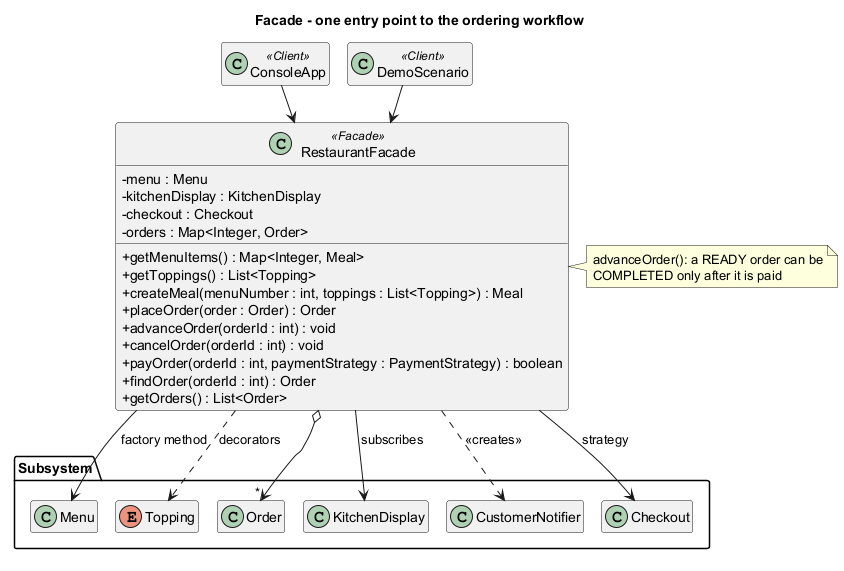 Facade - one entry point to the ordering workflow
C «Client» ConsoleApp
C «Client» DemoScenario
C «Facade» RestaurantFacade
-menu : Menu
-kitchenDisplay : KitchenDisplay
-checkout : Checkout
-orders : Map<Integer, Order>
+getMenuItems() : Map<Integer, Meal>
+getToppings() : List<Topping>
+createMeal(menuNumber : int, toppings : List<Topping>) : Meal
+placeOrder(order : Order) : Order
+advanceOrder(orderId : int) : void
+cancelOrder(orderId : int) : void
+payOrder(orderId : int, paymentStrategy : PaymentStrategy) : boolean
+findOrder(orderId : int) : Order
+getOrders() : List<Order>
advanceOrder(): a READY order can be
COMPLETED only after it is paid
factory method
decorators
subscribes
«creates»
strategy
Subsystem
*
C Menu
E Topping
C Order
C KitchenDisplay
C CustomerNotifier
C Checkout